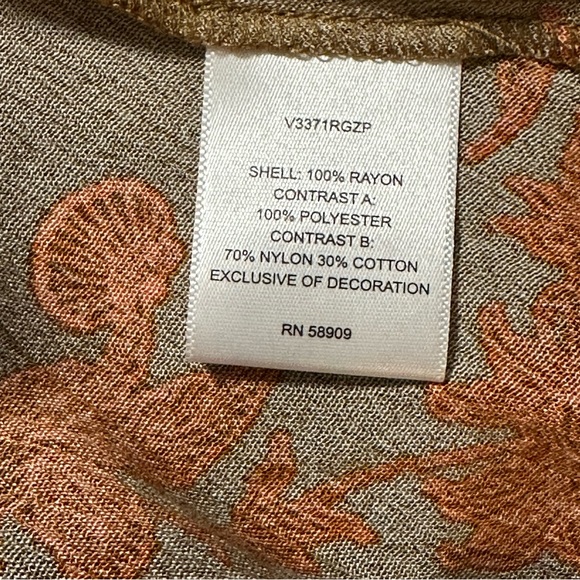 V3371RGZP
SHELL: 100% RAYON
CONTRAST A:
100% POLYESTER
CONTRAST B:
70% NYLON 30% COTTON
EXCLUSIVE OF DECORATION
RN 58909